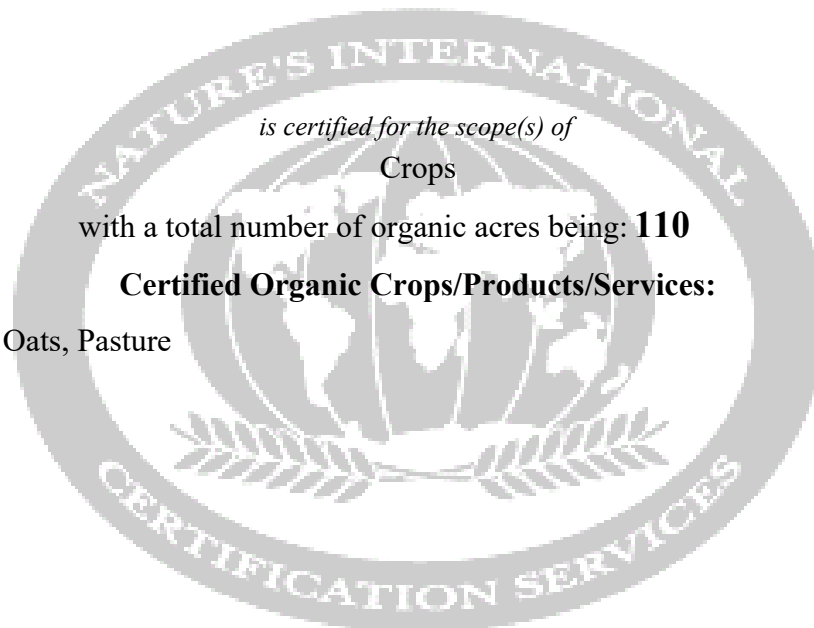 NATURE'S INTERNATIONAL
is certified for the scope(s) of
Crops
with a total number of organic acres being: 110
Certified Organic Crops/Products/Services:
Oats, Pasture
CERTIFICATION SERVICES